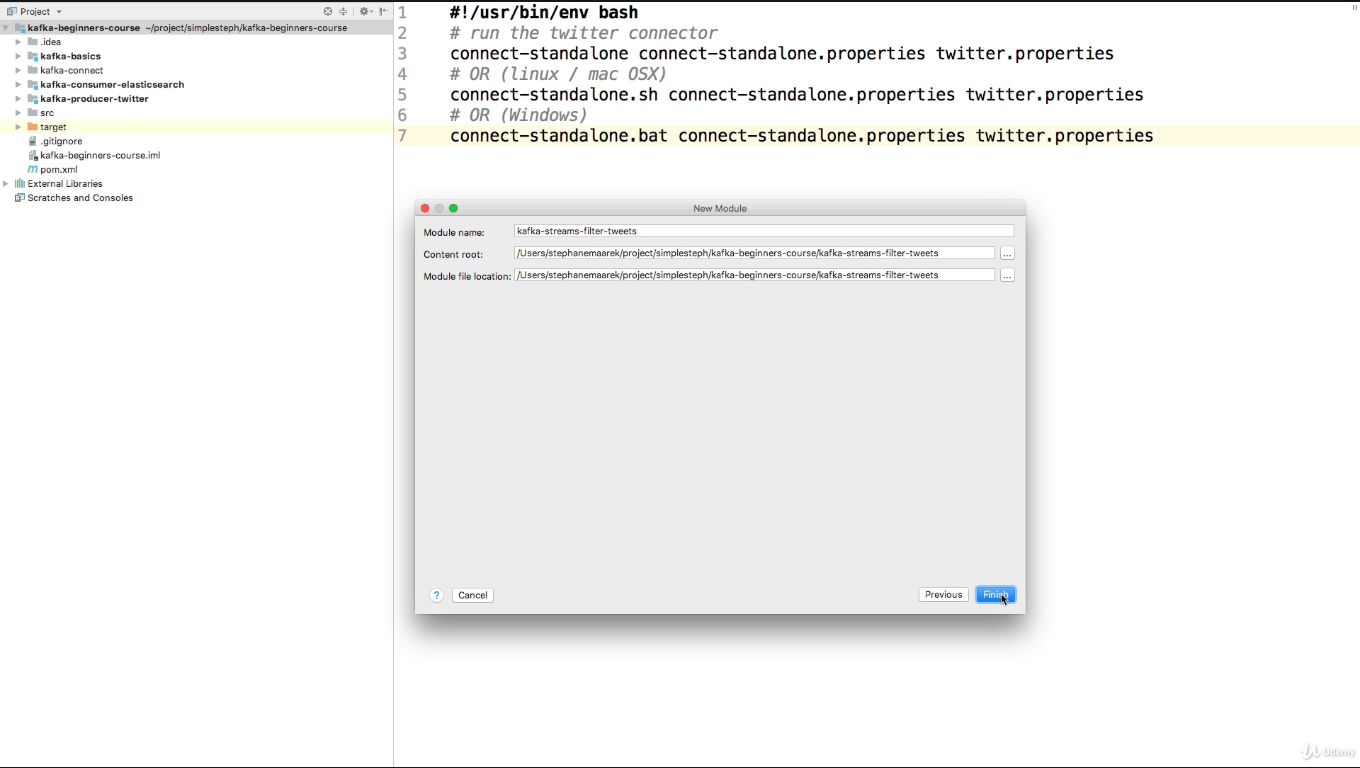 Project
kafka-beginners-course ~/project/simplesteph/kafka-beginners-course
.idea
kafka-basics
kafka-connect
kafka-consumer-elasticsearch
kafka-producer-twitter
src
target
.gitignore
kafka-beginners-course.iml
pom.xml
External Libraries
Scratches and Consoles
1 #!/usr/bin/env bash
2 # run the twitter connector
3 connect-standalone connect-standalone.properties twitter.properties
4 # OR (linux / mac OSX)
5 connect-standalone.sh connect-standalone.properties twitter.properties
6 # OR (Windows)
7 connect-standalone.bat connect-standalone.properties twitter.properties
New Module
Module name: kafka-streams-filter-tweets
Content root: /Users/stephanemaarek/project/simplesteph/kafka-beginners-course/kafka-streams-filter-tweets ...
Module file location: /Users/stephanemaarek/project/simplesteph/kafka-beginners-course/kafka-streams-filter-tweets ...
? Cancel Previous Finish
Udemy